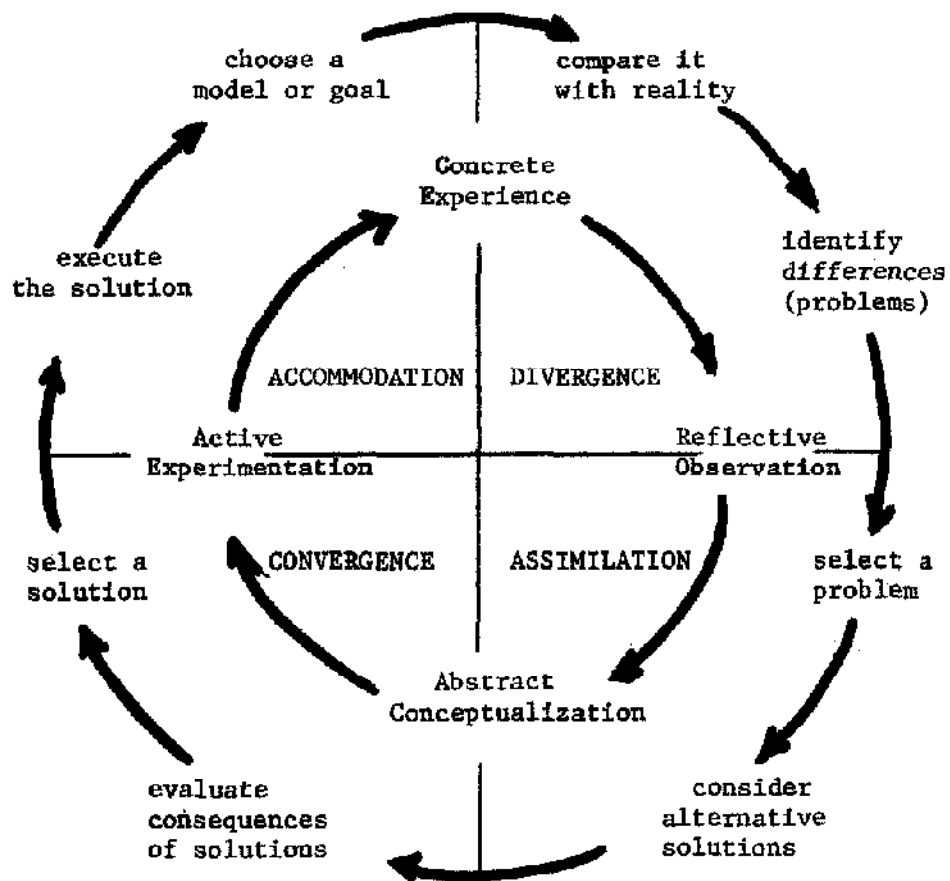 choose a
model or goal
compare it
with reality
Concrete
Experience
identify
differences
(problems)
execute
the solution
ACCOMMODATION
DIVERGENCE
Active
Experimentation
Reflective
Observation
CONVERGENCE
ASSIMILATION
select a
solution
select a
problem
Abstract
Conceptualization
evaluate
consequences
of solutions
consider
alternative
solutions